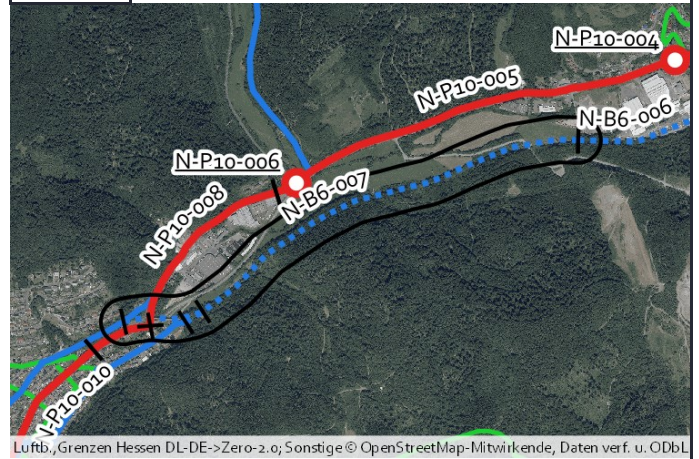 N-P10-004
N-P10-005
N-B6-006
N-P10-006
N-B6-007
N-P10-008
N-P10-010
Luftb.,Grenzen Hessen DL-DE->Zero-2.0; Sonstige © OpenStreetMap-Mitwirkende, Daten verf. u. ODbL